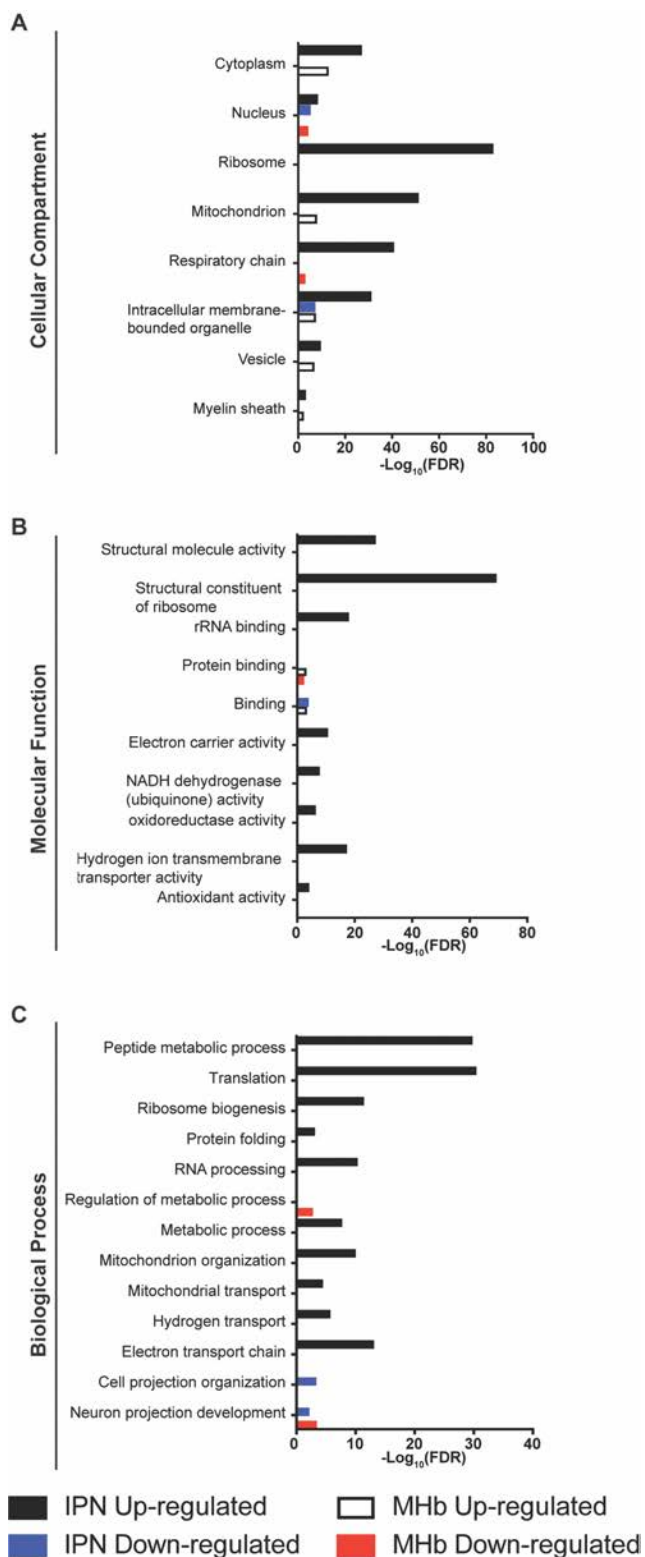 A
Cellular Compartment
Cytoplasm
Nucleus
Ribosome
Mitochondrion
Respiratory chain
Intracellular membrane-
bounded organelle
Vesicle
Myelin sheath
0 20 40 60 80 100
-Log10(FDR)
B
Molecular Function
Structural molecule activity
Structural constituent
of ribosome
rRNA binding
Protein binding
Binding
Electron carrier activity
NADH dehydrogenase
(ubiquinone) activity
oxidoreductase activity
Hydrogen ion transmembrane
transporter activity
Antioxidant activity
0 20 40 60 80
-Log10(FDR)
C
Biological Process
Peptide metabolic process
Translation
Ribosome biogenesis
Protein folding
RNA processing
Regulation of metabolic process
Metabolic process
Mitochondrion organization
Mitochondrial transport
Hydrogen transport
Electron transport chain
Cell projection organization
Neuron projection development
0 10 20 30 40
-Log10(FDR)
IPN Up-regulated MHb Up-regulated
IPN Down-regulated MHb Down-regulated